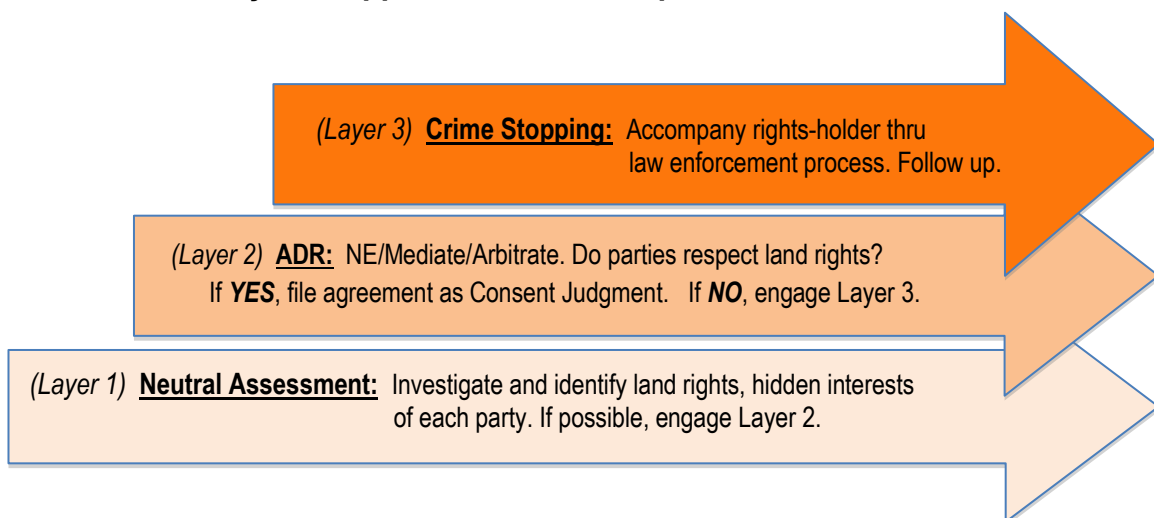 (Layer 3) Crime Stopping: Accompany rights-holder thru
law enforcement process. Follow up.
(Layer 2) ADR: NE/Mediate/Arbitrate. Do parties respect land rights?
If YES, file agreement as Consent Judgment. If NO, engage Layer 3.
(Layer 1) Neutral Assessment: Investigate and identify land rights, hidden interests
of each party. If possible, engage Layer 2.